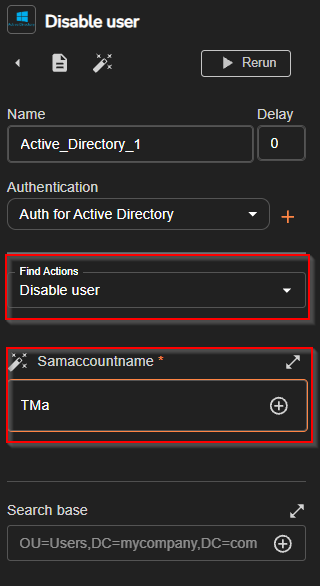 Disable user
Rerun
Name
Delay
Active_Directory_1
0
Authentication
Auth for Active Directory
Find Actions
Disable user
Samaccountname *
TMa
Search base
OU=Users,DC=mycompany,DC=com